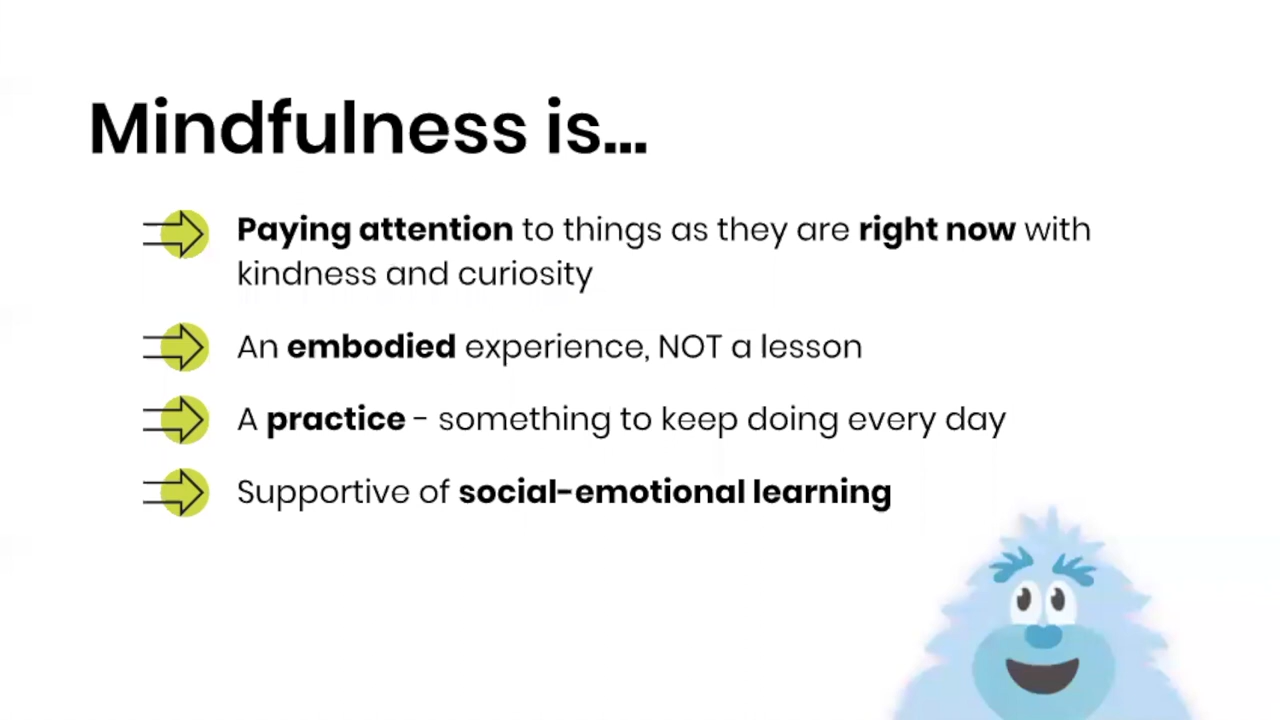 Mindfulness is...
Paying attention to things as they are right now with
kindness and curiosity
An embodied experience, NOT a lesson
A practice - something to keep doing every day
Supportive of social-emotional learning